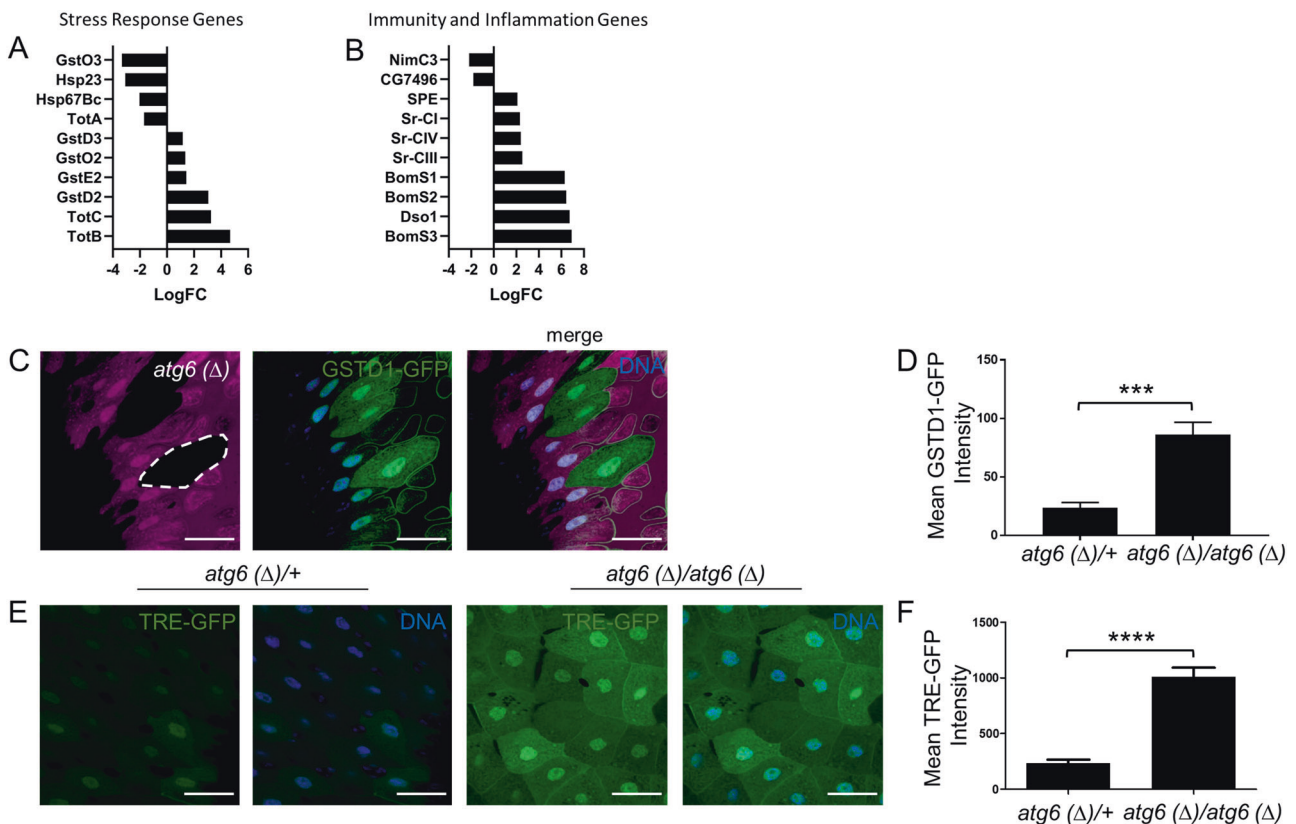 Stress Response Genes
Immunity and Inflammation Genes
A
GstO3
Hsp23
Hsp67Bc
TotA
GstD3
GstO2
GstE2
GstD2
TotC
TotB
-4 -2 0 2 4 6
LogFC
B
NimC3
CG7496
SPE
Sr-CI
Sr-CIV
Sr-CIII
BomS1
BomS2
Dso1
BomS3
-4 -2 0 2 4 6 8
LogFC
C
atg6 (Δ)
GSTD1-GFP
merge
DNA
D
Mean GSTD1-GFP
Intensity
150
100
50
0
***
atg6 (Δ)/+ atg6 (Δ)/atg6 (Δ)
atg6 (Δ)/+
atg6 (Δ)/atg6 (Δ)
E
TRE-GFP
DNA
TRE-GFP
DNA
F
Mean TRE-GFP
Intensity
1500
1000
500
0
****
atg6 (Δ)/+ atg6 (Δ)/atg6 (Δ)